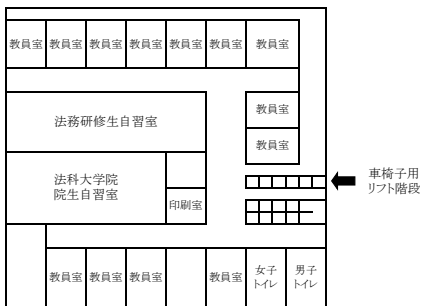 教員室 教員室 教員室 教員室 教員室 教員室 教員室
教員室
法務研修生自習室
教員室
法科大学院
院生自習室
車椅子用
リフト階段
印刷室
教員室 教員室 教員室 教員室
女子
トイレ
男子
トイレ